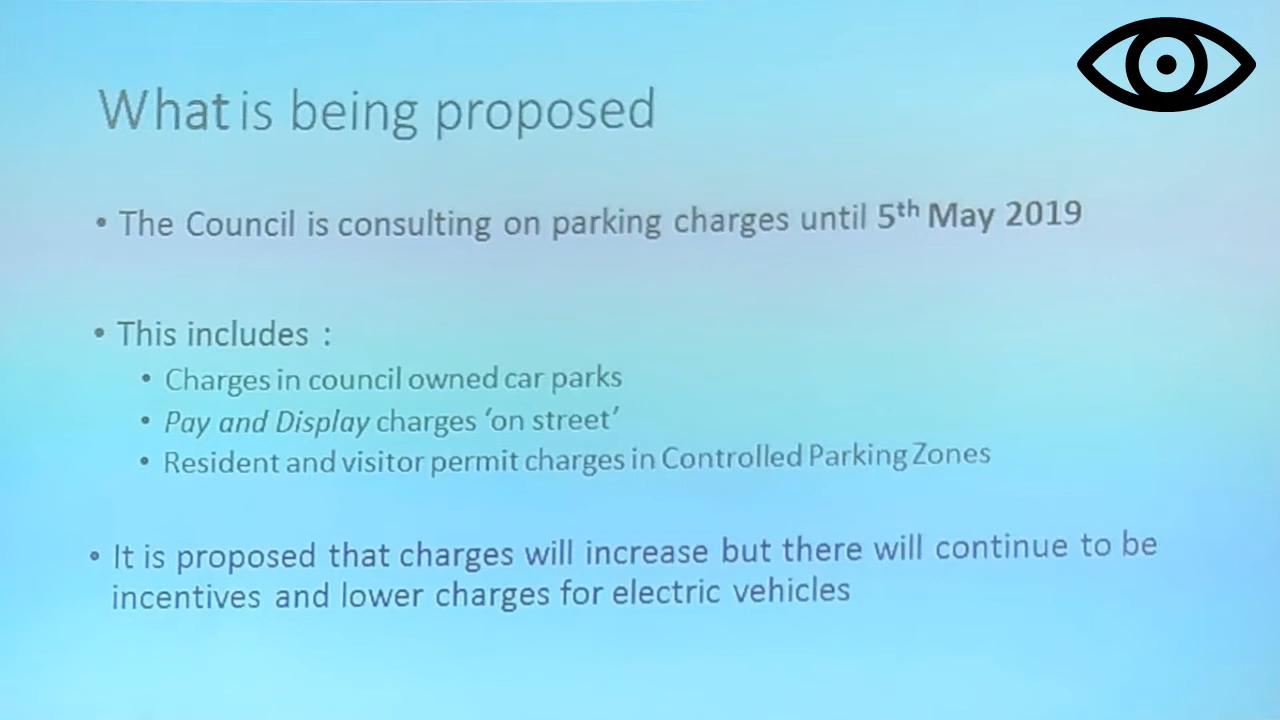 What is being proposed
• The Council is consulting on parking charges until 5th May 2019
• This includes :
• Charges in council owned car parks
• Pay and Display charges ‘on street’
• Resident and visitor permit charges in Controlled Parking Zones
• It is proposed that charges will increase but there will continue to be
incentives and lower charges for electric vehicles